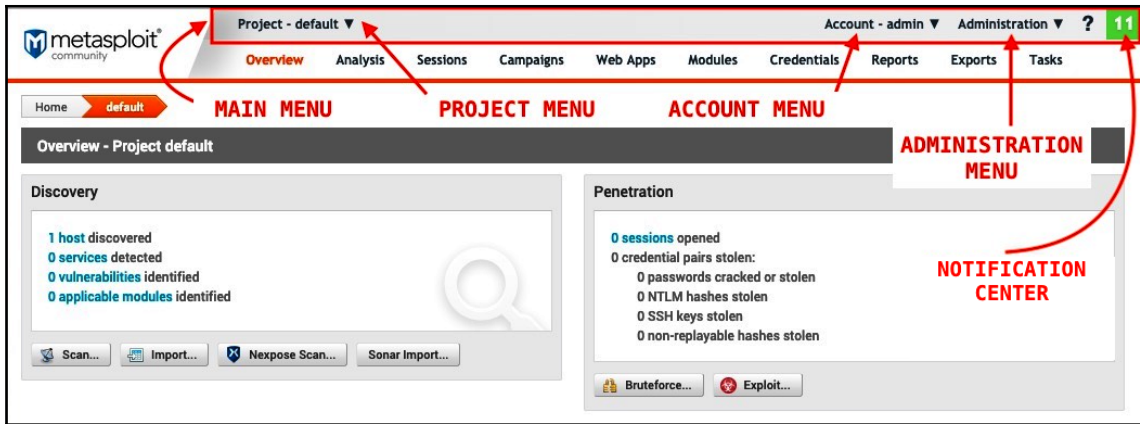 metasploit®
community
Project - default ▼
Account - admin ▼
Administration ▼
?
11
Overview
Analysis
Sessions
Campaigns
Web Apps
Modules
Credentials
Reports
Exports
Tasks
Home
default
MAIN MENU
PROJECT MENU
ACCOUNT MENU
ADMINISTRATION
MENU
Overview - Project default
Discovery
1 host discovered
0 services detected
0 vulnerabilities identified
0 applicable modules identified
Scan...
Import...
Nexpose Scan...
Sonar Import...
Penetration
0 sessions opened
0 credential pairs stolen:
0 passwords cracked or stolen
0 NTLM hashes stolen
0 SSH keys stolen
0 non-replayable hashes stolen
Bruteforce...
Exploit...
NOTIFICATION
CENTER